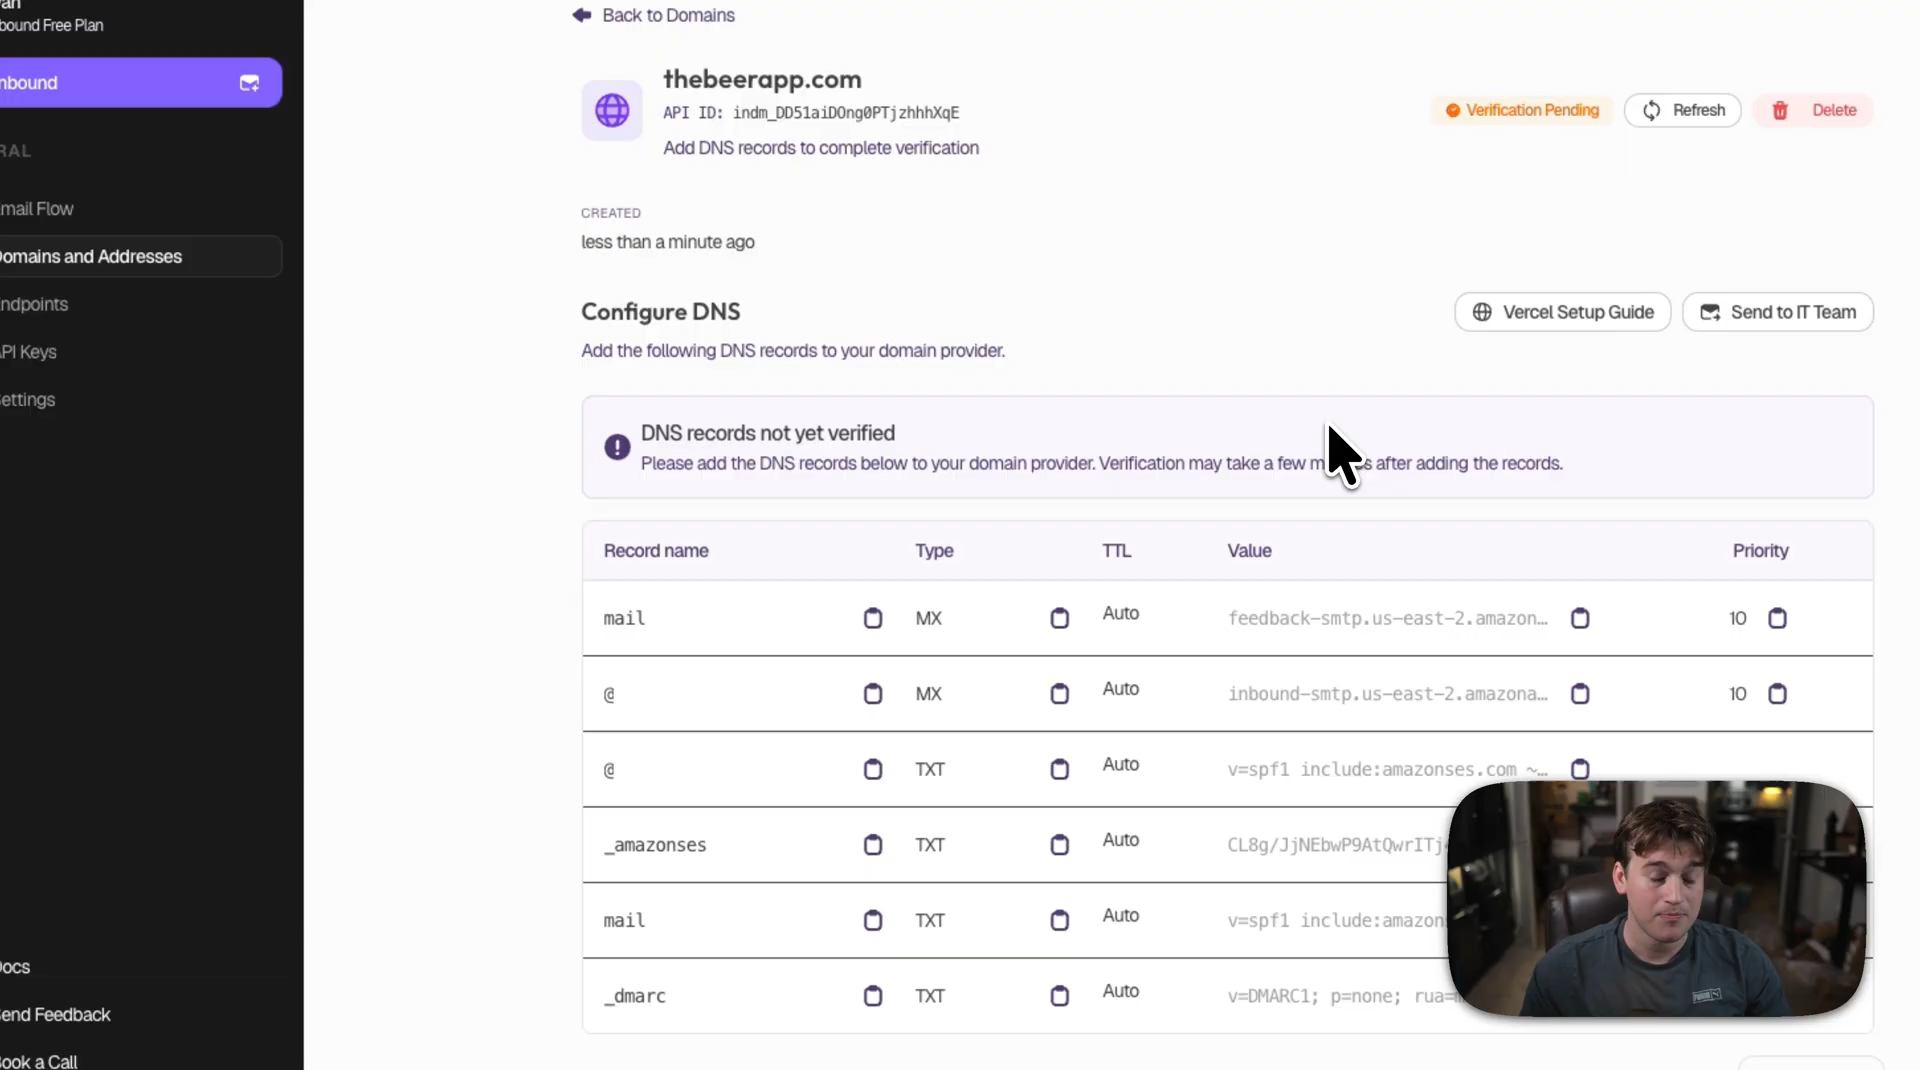 bound Free Plan
nbound
RAL
mail Flow
omains and Addresses
ndpoints
PI Keys
ettings
ocs
end Feedback
ook a Call
Back to Domains
thebeerapp.com
API ID: indm_DD51aiDOng0PTjzhhhXqE
Add DNS records to complete verification
Verification Pending
Refresh
Delete
CREATED
less than a minute ago
Configure DNS
Add the following DNS records to your domain provider.
Vercel Setup Guide
Send to IT Team
DNS records not yet verified
Please add the DNS records below to your domain provider. Verification may take a few m s after adding the records.
Record name Type TTL Value Priority
mail MX Auto feedback-smtp.us-east-2.amazon… 10
@ MX Auto inbound-smtp.us-east-2.amazona… 10
@ TXT Auto v=spf1 include:amazonses.com ~…
_amazonses TXT Auto CL8g/JjNEbwP9AtQwrITj
mail TXT Auto v=spf1 include:amazon
_dmarc TXT Auto v=DMARC1; p=none; rua=